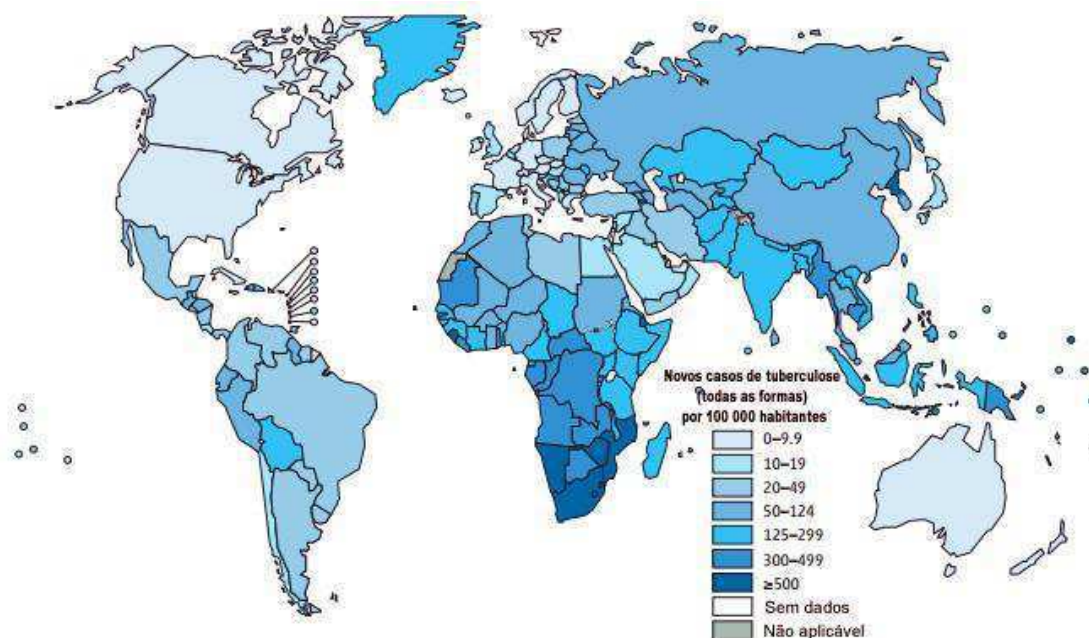 Novos casos de tuberculose
(todas as formas)
por 100 000 habitantes
0–9.9
10–19
20–49
50–124
125–299
300–499
≥500
Sem dados
Não aplicável